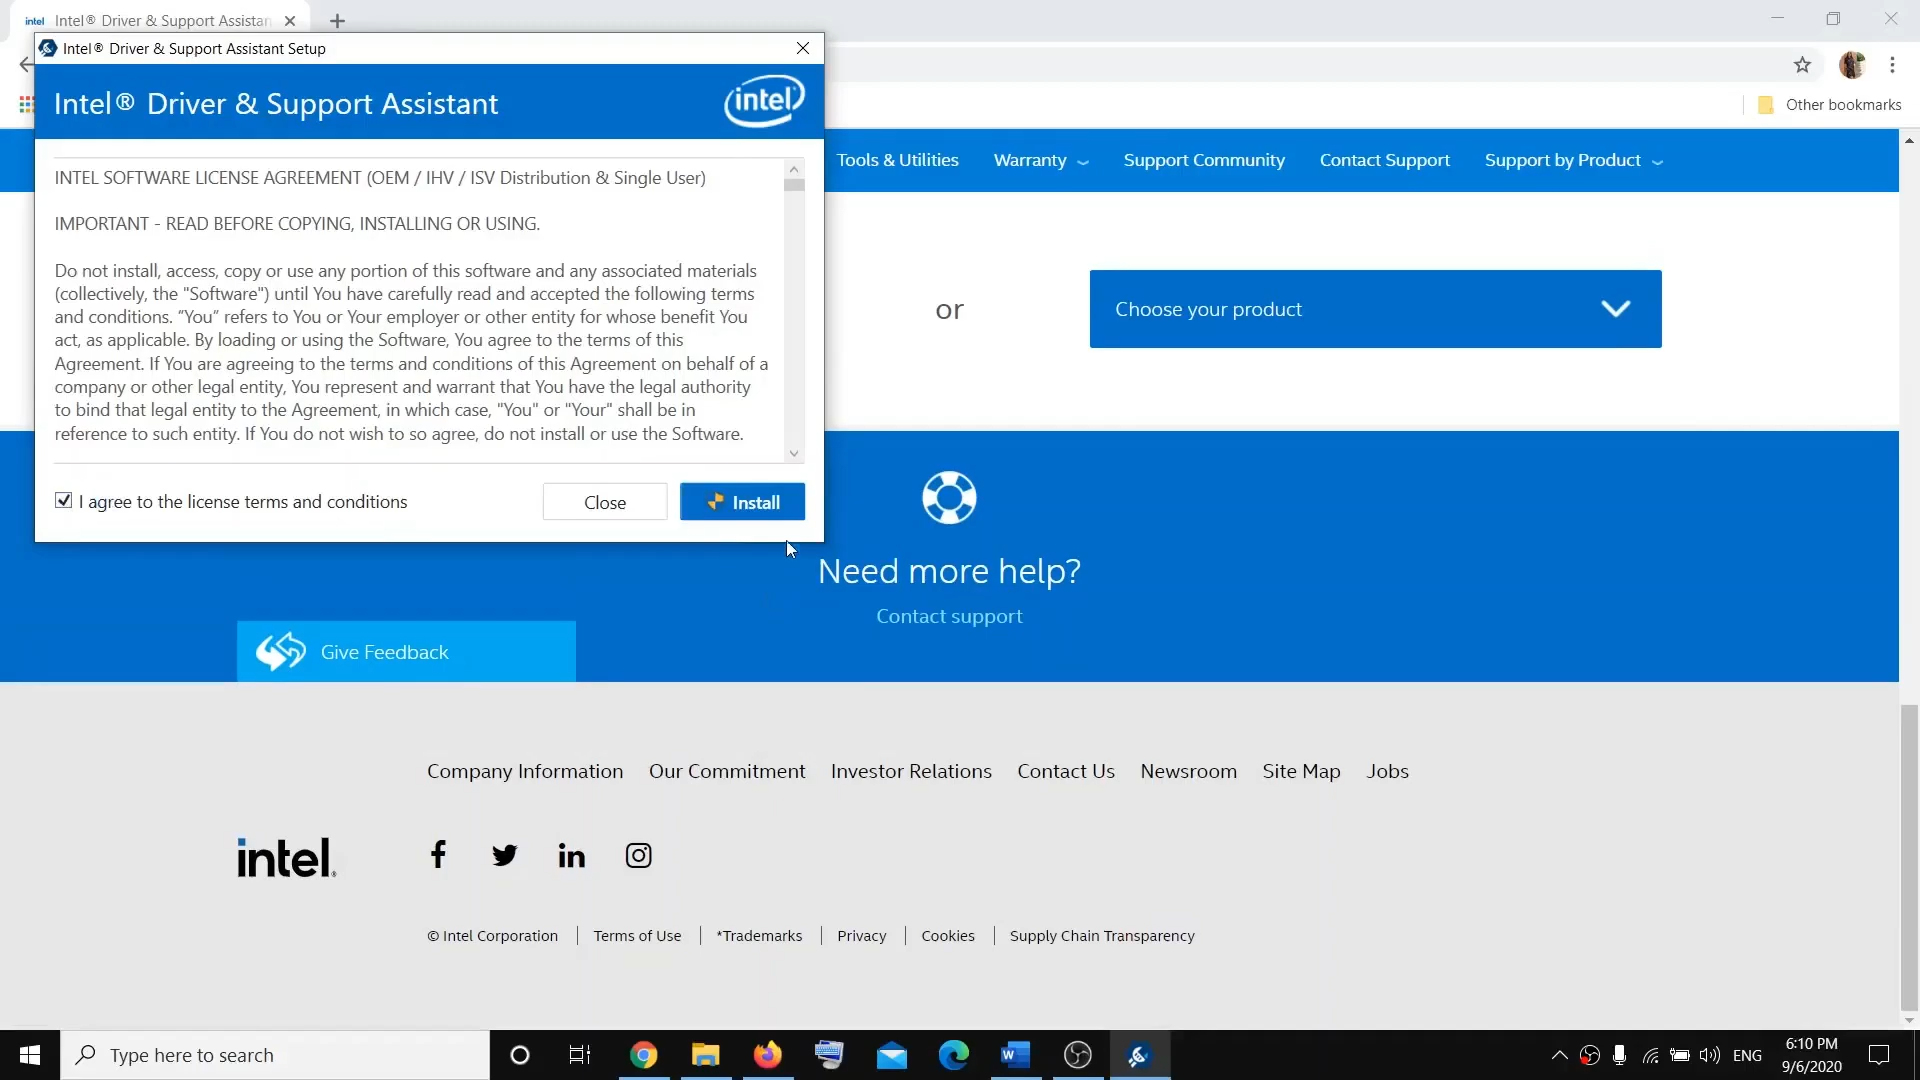 intel Intel® Driver & Support Assistan
Intel® Driver & Support Assistant Setup
Intel® Driver & Support Assistant
intel
Other bookmarks
Tools & Utilities Warranty Support Community Contact Support Support by Product
INTEL SOFTWARE LICENSE AGREEMENT (OEM / IHV / ISV Distribution & Single User)
IMPORTANT - READ BEFORE COPYING, INSTALLING OR USING.
Do not install, access, copy or use any portion of this software and any associated materials
(collectively, the "Software") until You have carefully read and accepted the following terms
and conditions. “You” refers to You or Your employer or other entity for whose benefit You
act, as applicable. By loading or using the Software, You agree to the terms of this
Agreement. If You are agreeing to the terms and conditions of this Agreement on behalf of a
company or other legal entity, You represent and warrant that You have the legal authority
to bind that legal entity to the Agreement, in which case, "You" or "Your" shall be in
reference to such entity. If You do not wish to so agree, do not install or use the Software.
I agree to the license terms and conditions
Close
Install
or
Choose your product
Need more help?
Contact support
Give Feedback
Company Information Our Commitment Investor Relations Contact Us Newsroom Site Map Jobs
intel.
© Intel Corporation Terms of Use *Trademarks Privacy Cookies Supply Chain Transparency
Type here to search
ENG
6:10 PM
9/6/2020